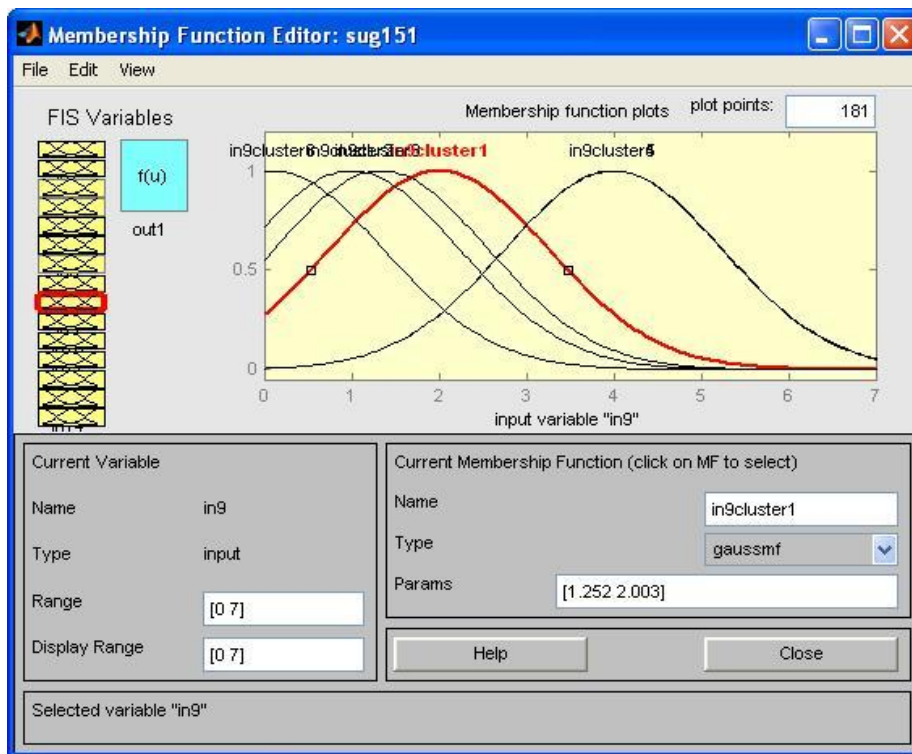 Membership Function Editor: sug151
File Edit View
FIS Variables
Membership function plots plot points: 181
f(u)
out1
in9cluster1
1
0.5
0
0 1 2 3 4 5 6 7
input variable "in9"
Current Variable
Name in9
Type input
Range [0 7]
Display Range [0 7]
Current Membership Function (click on MF to select)
Name in9cluster1
Type gaussmf
Params [1.252 2.003]
Help Close
Selected variable "in9"